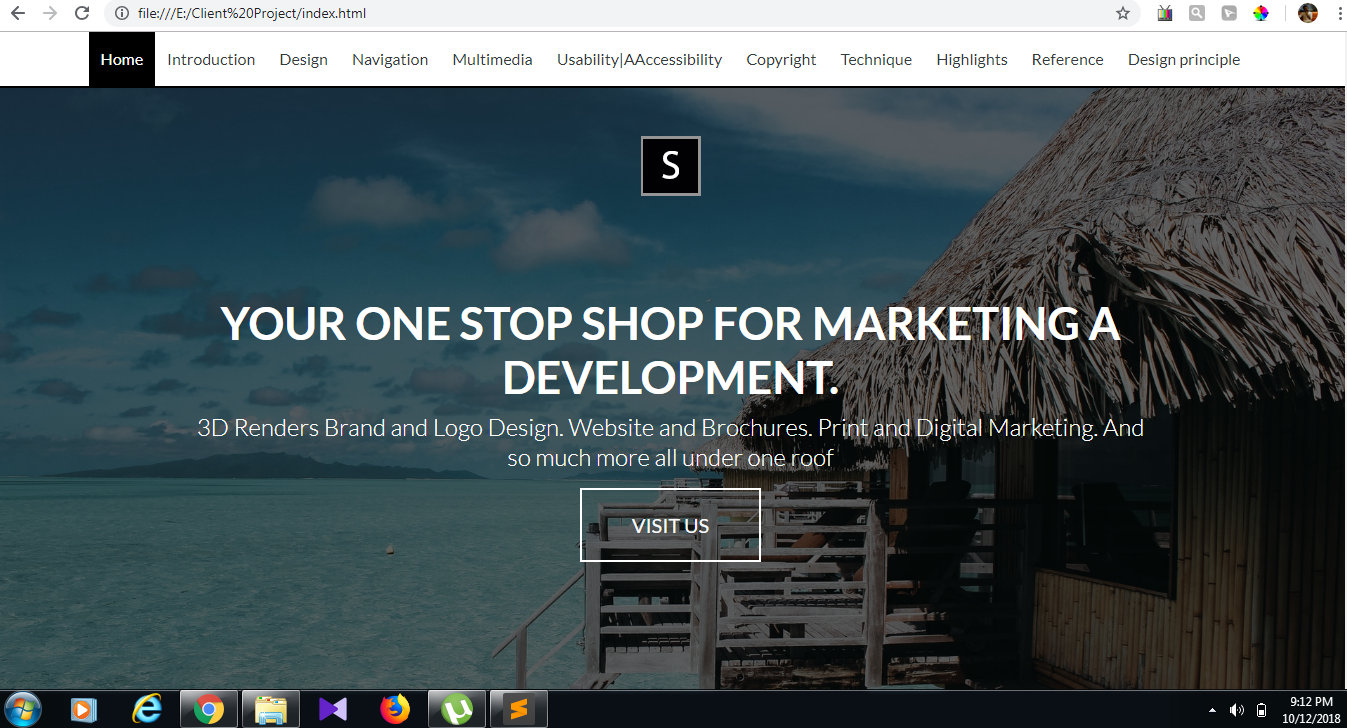 file:///E:/Client%20Project/index.html
Home Introduction Design Navigation Multimedia Usability|AAccessibility Copyright Technique Highlights Reference Design principle
S
YOUR ONE STOP SHOP FOR MARKETING A
DEVELOPMENT.
3D Renders Brand and Logo Design. Website and Brochures. Print and Digital Marketing. And
so much more all under one roof
VISIT US
9:12 PM
10/12/2018